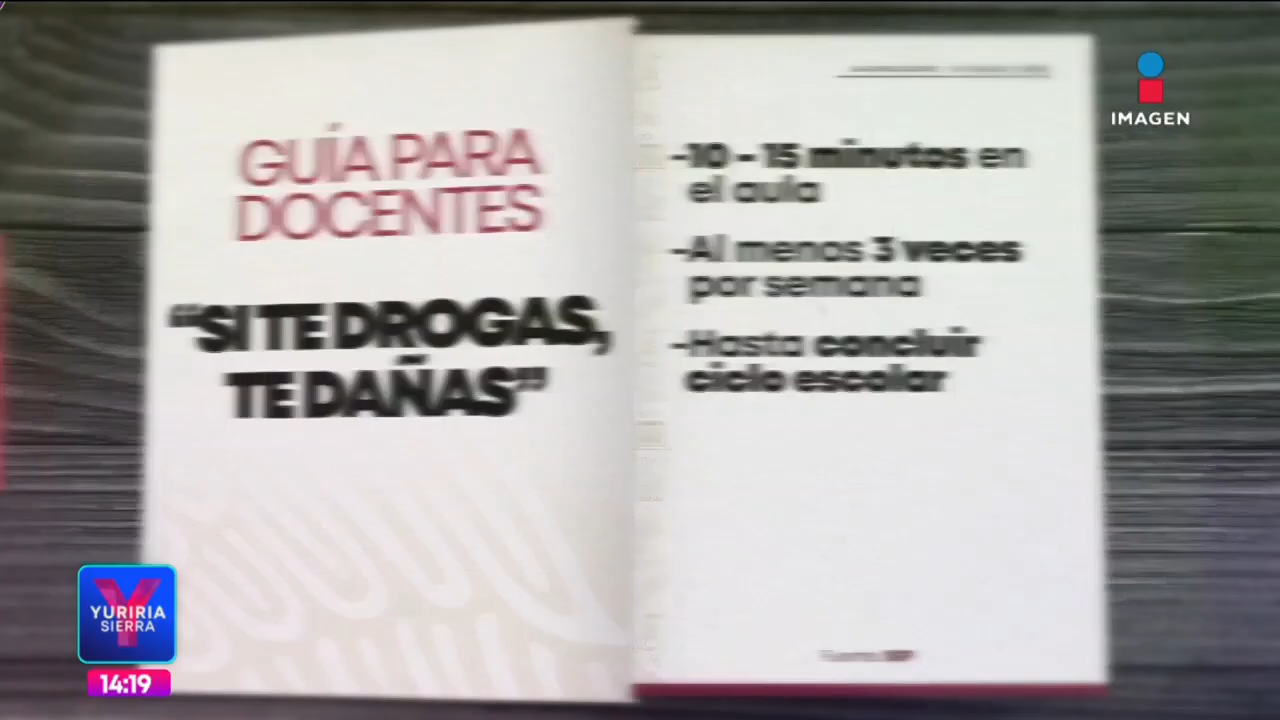 GUÍA PARA
DOCENTES
“SI TE DROGAS,
TE DAÑAS”
-10 - 15 minutos en
el aula
-Al menos 3 veces
por semana
-Hasta concluir
ciclo escolar
IMAGEN
YURIRIA
SIERRA
14:19